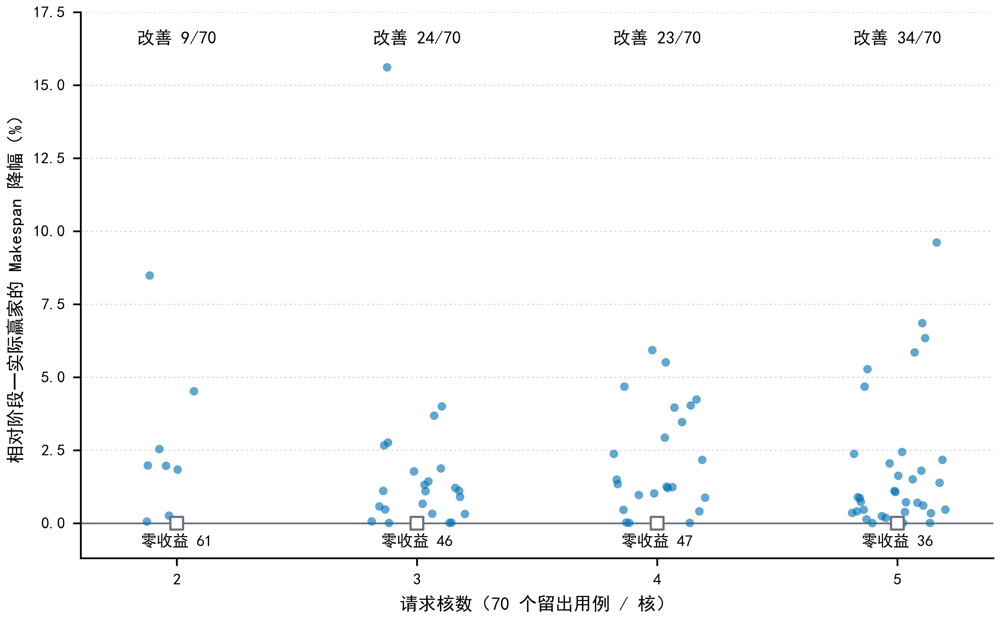 17.5
改善 9/70
改善 24/70
改善 23/70
改善 34/70
15.0
12.5
10.0
7.5
5.0
2.5
0.0
相对阶段一实际赢家的 Makespan 降幅（%）
零收益 61
零收益 46
零收益 47
零收益 36
2
3
4
5
请求核数（70 个留出用例 / 核）